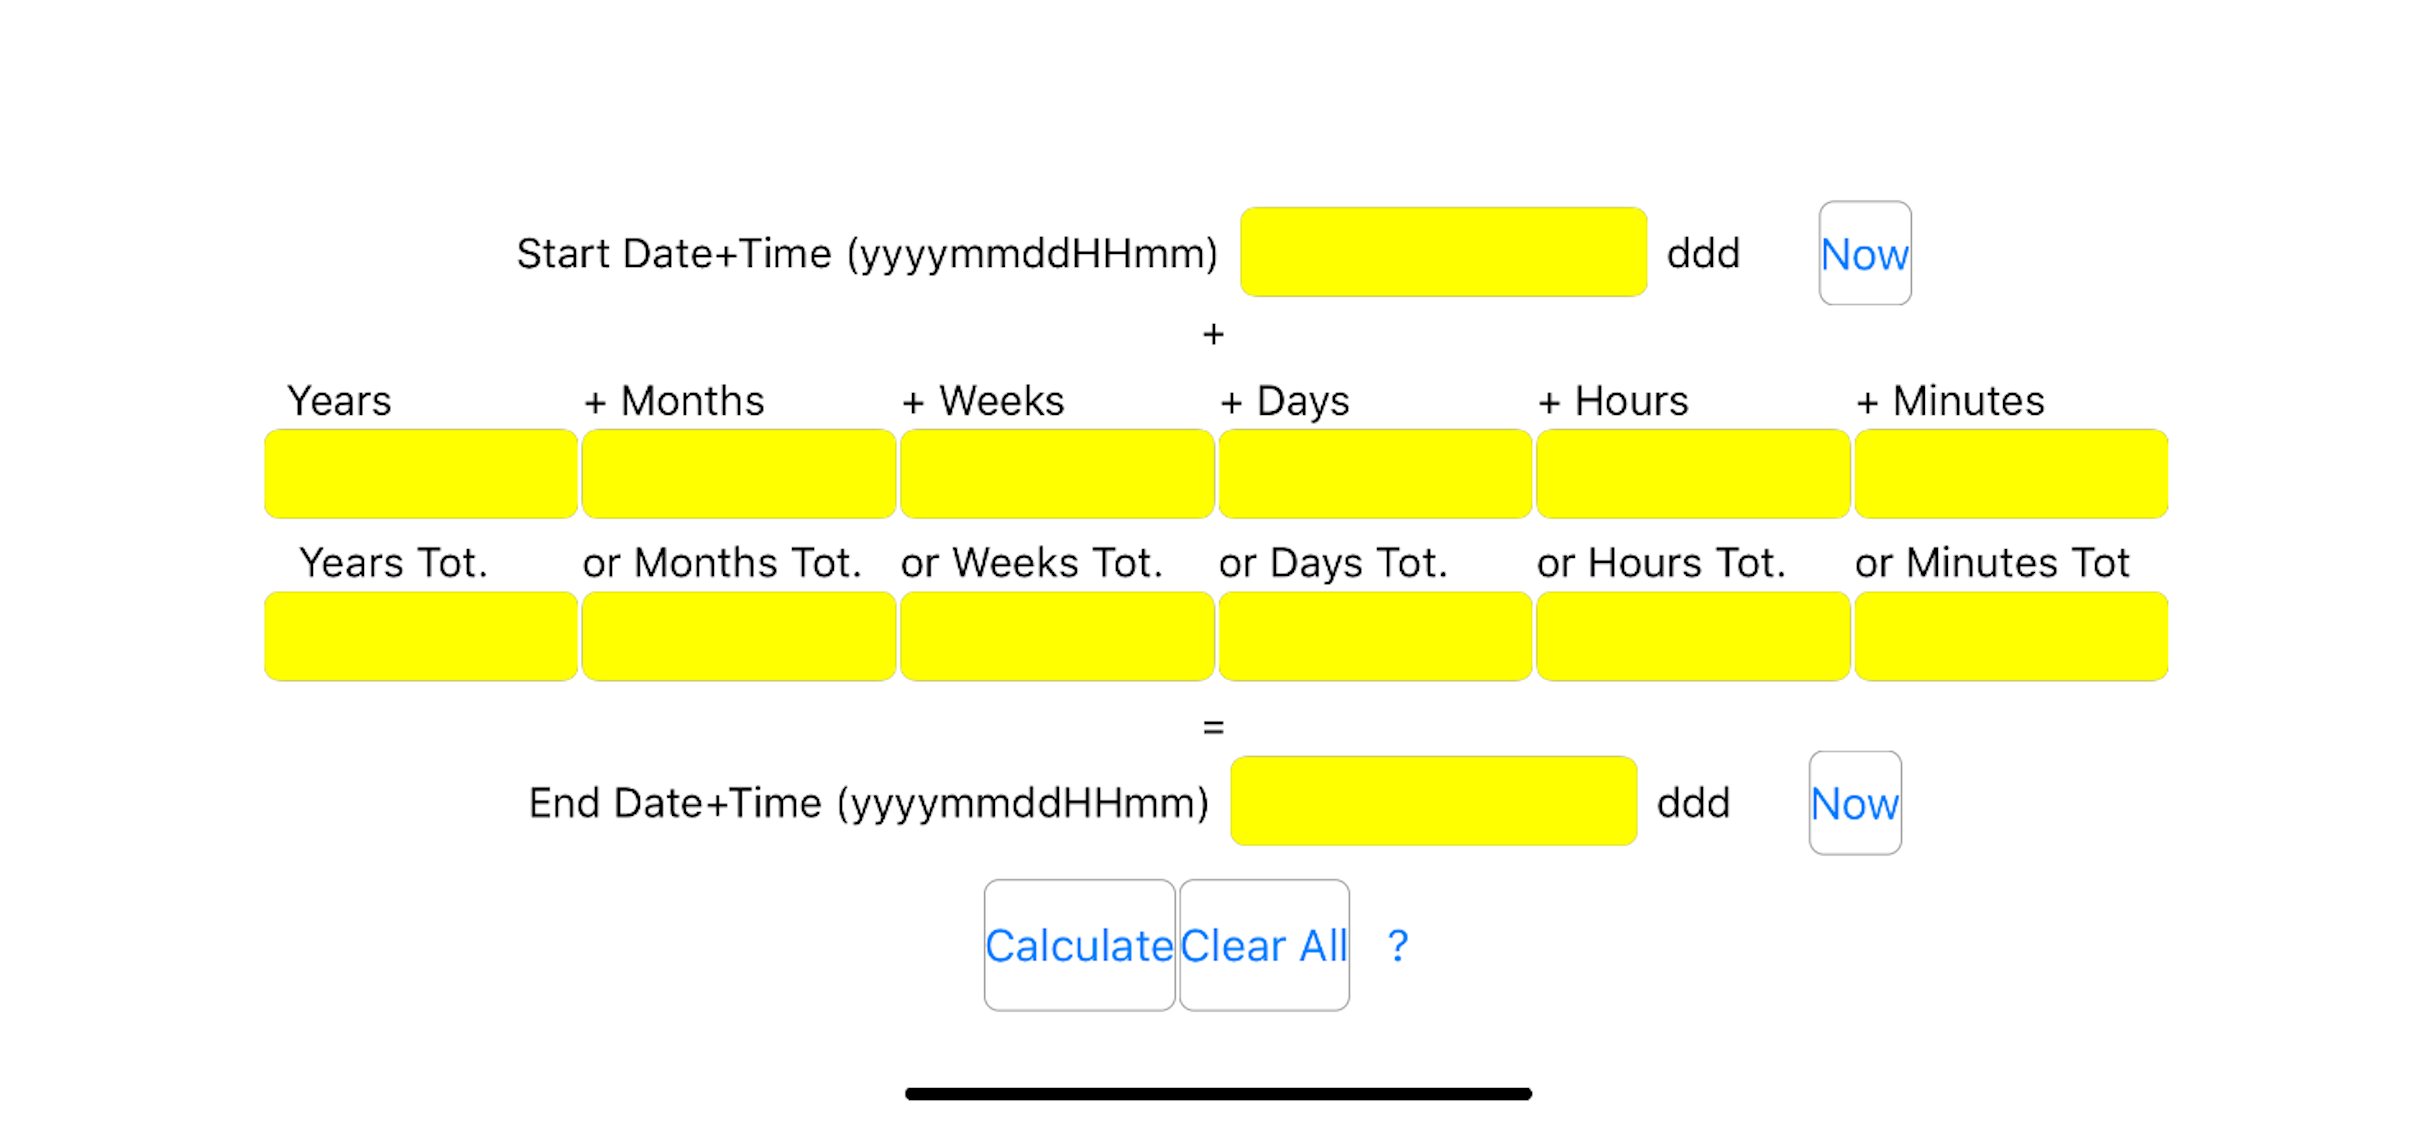 Start Date+Time (yyyymmddHHmm) ddd Now
+
Years + Months + Weeks + Days + Hours + Minutes
Years Tot. or Months Tot. or Weeks Tot. or Days Tot. or Hours Tot. or Minutes Tot
=
End Date+Time (yyyymmddHHmm) ddd Now
Calculate Clear All ?